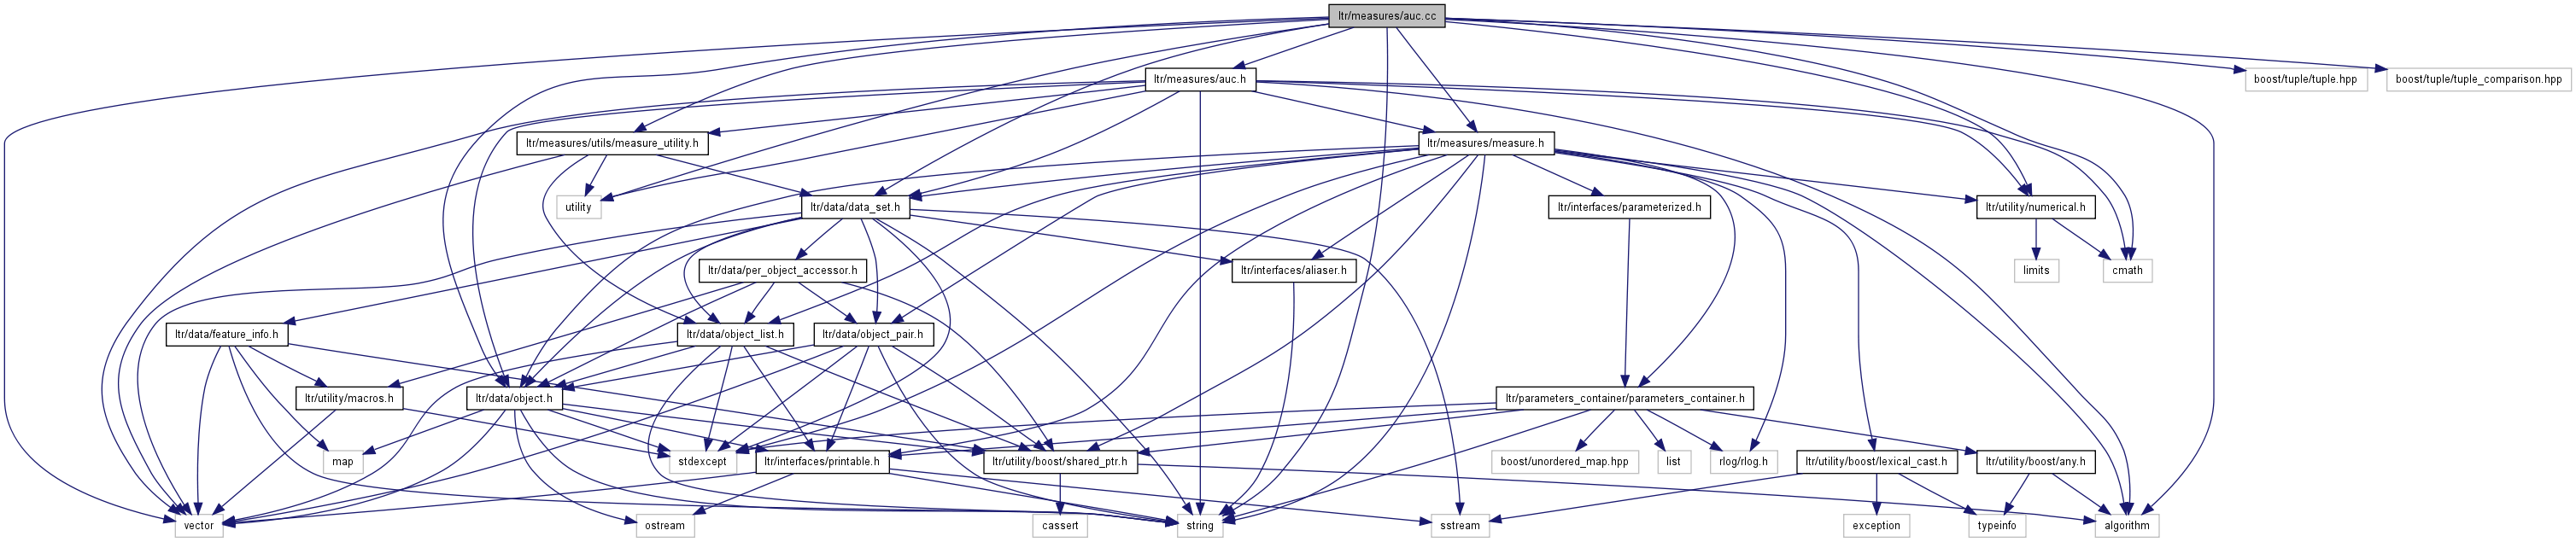 ltr/measures/auc.cc
ltr/measures/auc.h
boost/tuple/tuple.hpp
boost/tuple/tuple_comparison.hpp
ltr/measures/utils/measure_utility.h
ltr/measures/measure.h
utility
ltr/data/data_set.h
ltr/interfaces/parameterized.h
ltr/utility/numerical.h
ltr/data/per_object_accessor.h
ltr/interfaces/aliaser.h
limits
cmath
ltr/data/feature_info.h
ltr/data/object_list.h
ltr/data/object_pair.h
ltr/utility/macros.h
ltr/data/object.h
ltr/parameters_container/parameters_container.h
map
stdexcept
ltr/interfaces/printable.h
ltr/utility/boost/shared_ptr.h
boost/unordered_map.hpp
list
rlog/rlog.h
ltr/utility/boost/lexical_cast.h
ltr/utility/boost/any.h
vector
ostream
cassert
string
sstream
exception
typeinfo
algorithm